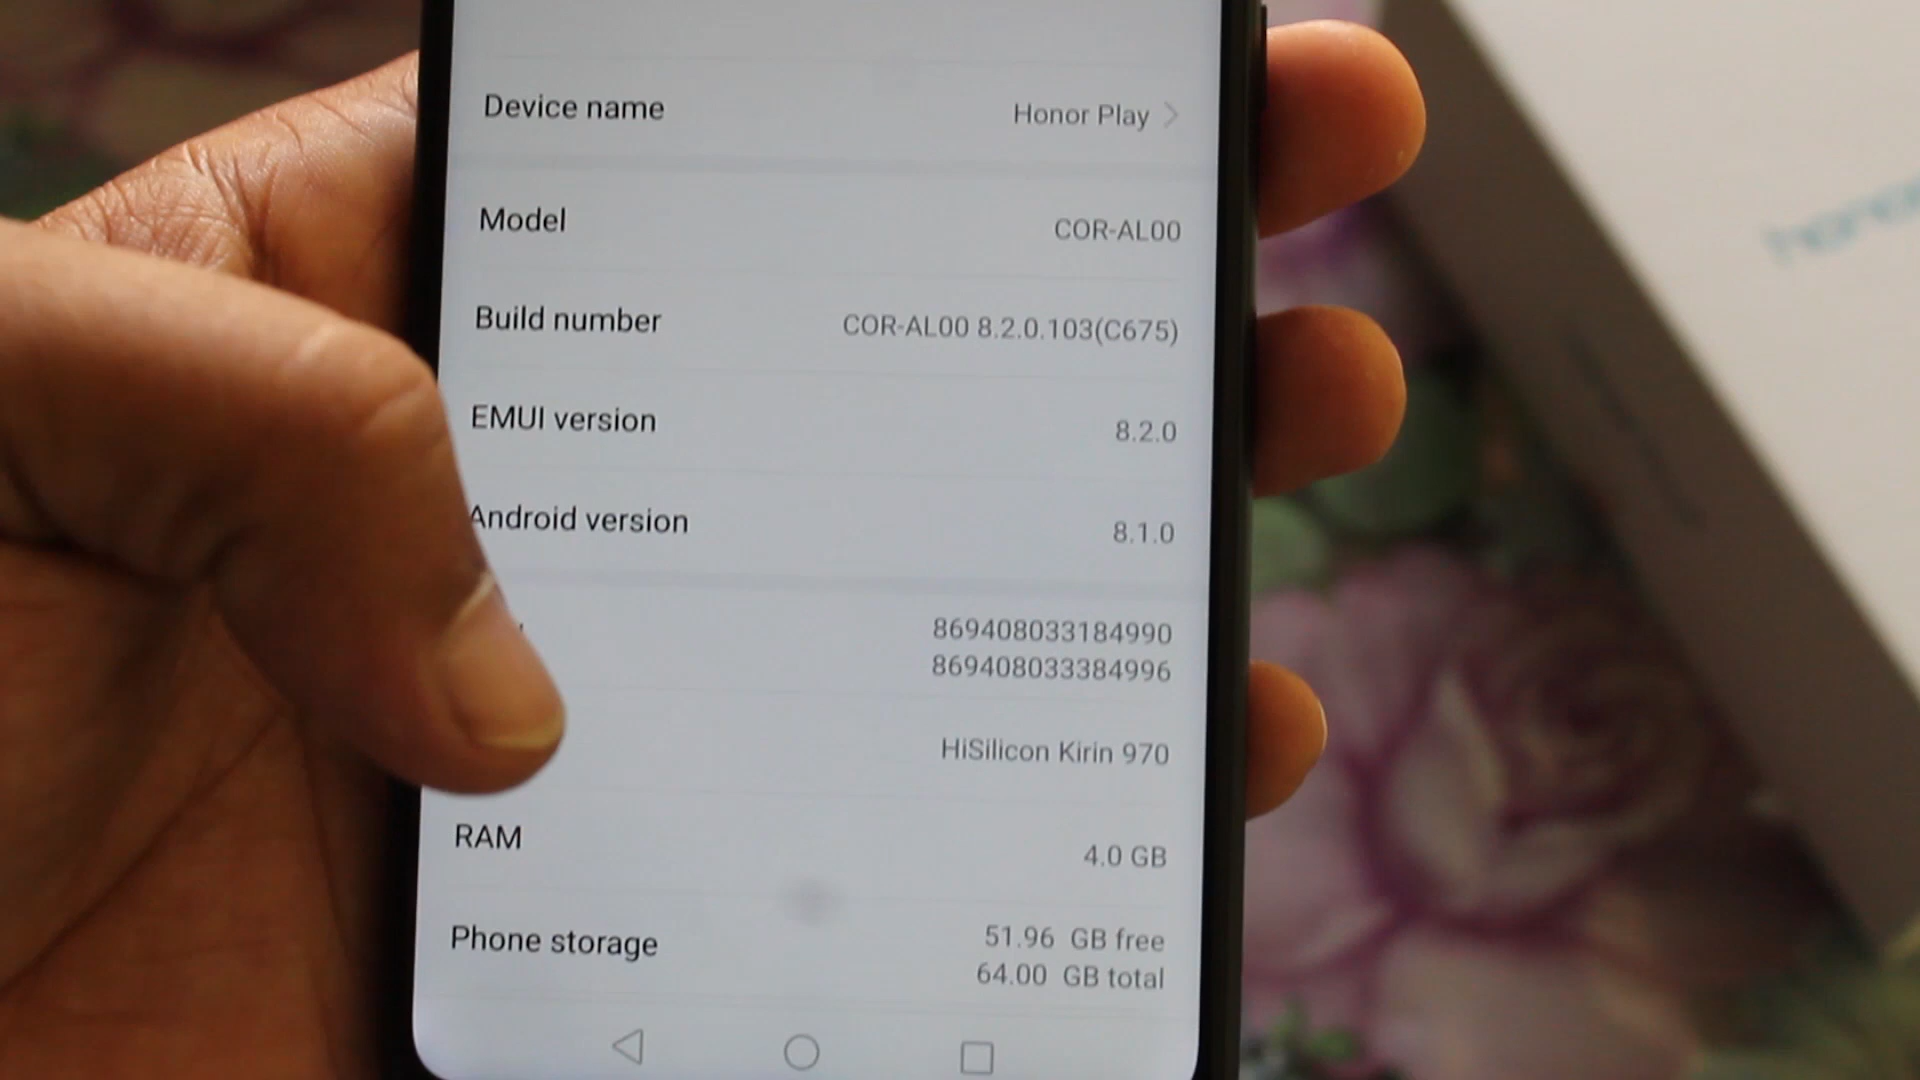 Device name
Honor Play
Model
COR-AL00
Build number
COR-AL00 8.2.0.103(C675)
EMUI version
8.2.0
Android version
8.1.0
869408033184990
869408033384996
HiSilicon Kirin 970
RAM
4.0 GB
Phone storage
51.96 GB free
64.00 GB total
honor